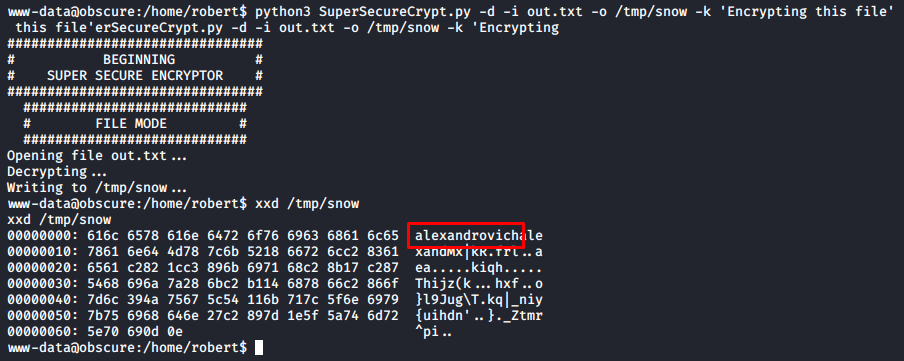 www-data@obscure:/home/robert$ python3 SuperSecureCrypt.py -d -i out.txt -o /tmp/snow -k 'Encrypting this file'
 this file'erSecureCrypt.py -d -i out.txt -o /tmp/snow -k 'Encrypting
################################
#           BEGINNING          #
#    SUPER SECURE ENCRYPTOR    #
################################
  ############################
  #        FILE MODE         #
  ############################
Opening file out.txt...
Decrypting...
Writing to /tmp/snow...
www-data@obscure:/home/robert$ xxd /tmp/snow
xxd /tmp/snow
00000000: 616c 6578 616e 6472 6f76 6963 6861 6c65  alexandrovichale
00000010: 7861 6e64 4d78 7c6b 5218 6672 6cc2 8361  xandMx|kR.frl..a
00000020: 6561 c282 1cc3 896b 6971 68c2 8b17 c287  ea.....kiqh.....
00000030: 5468 696a 7a28 6bc2 b114 6878 66c2 866f  Thijz(k...hxf..o
00000040: 7d6c 394a 7567 5c54 116b 717c 5f6e 6979  }l9Jug\T.kq|_niy
00000050: 7b75 6968 646e 27c2 897d 1e5f 5a74 6d72  {uihdn'..}._Ztmr
00000060: 5e70 690d 0e                             ^pi..
www-data@obscure:/home/robert$